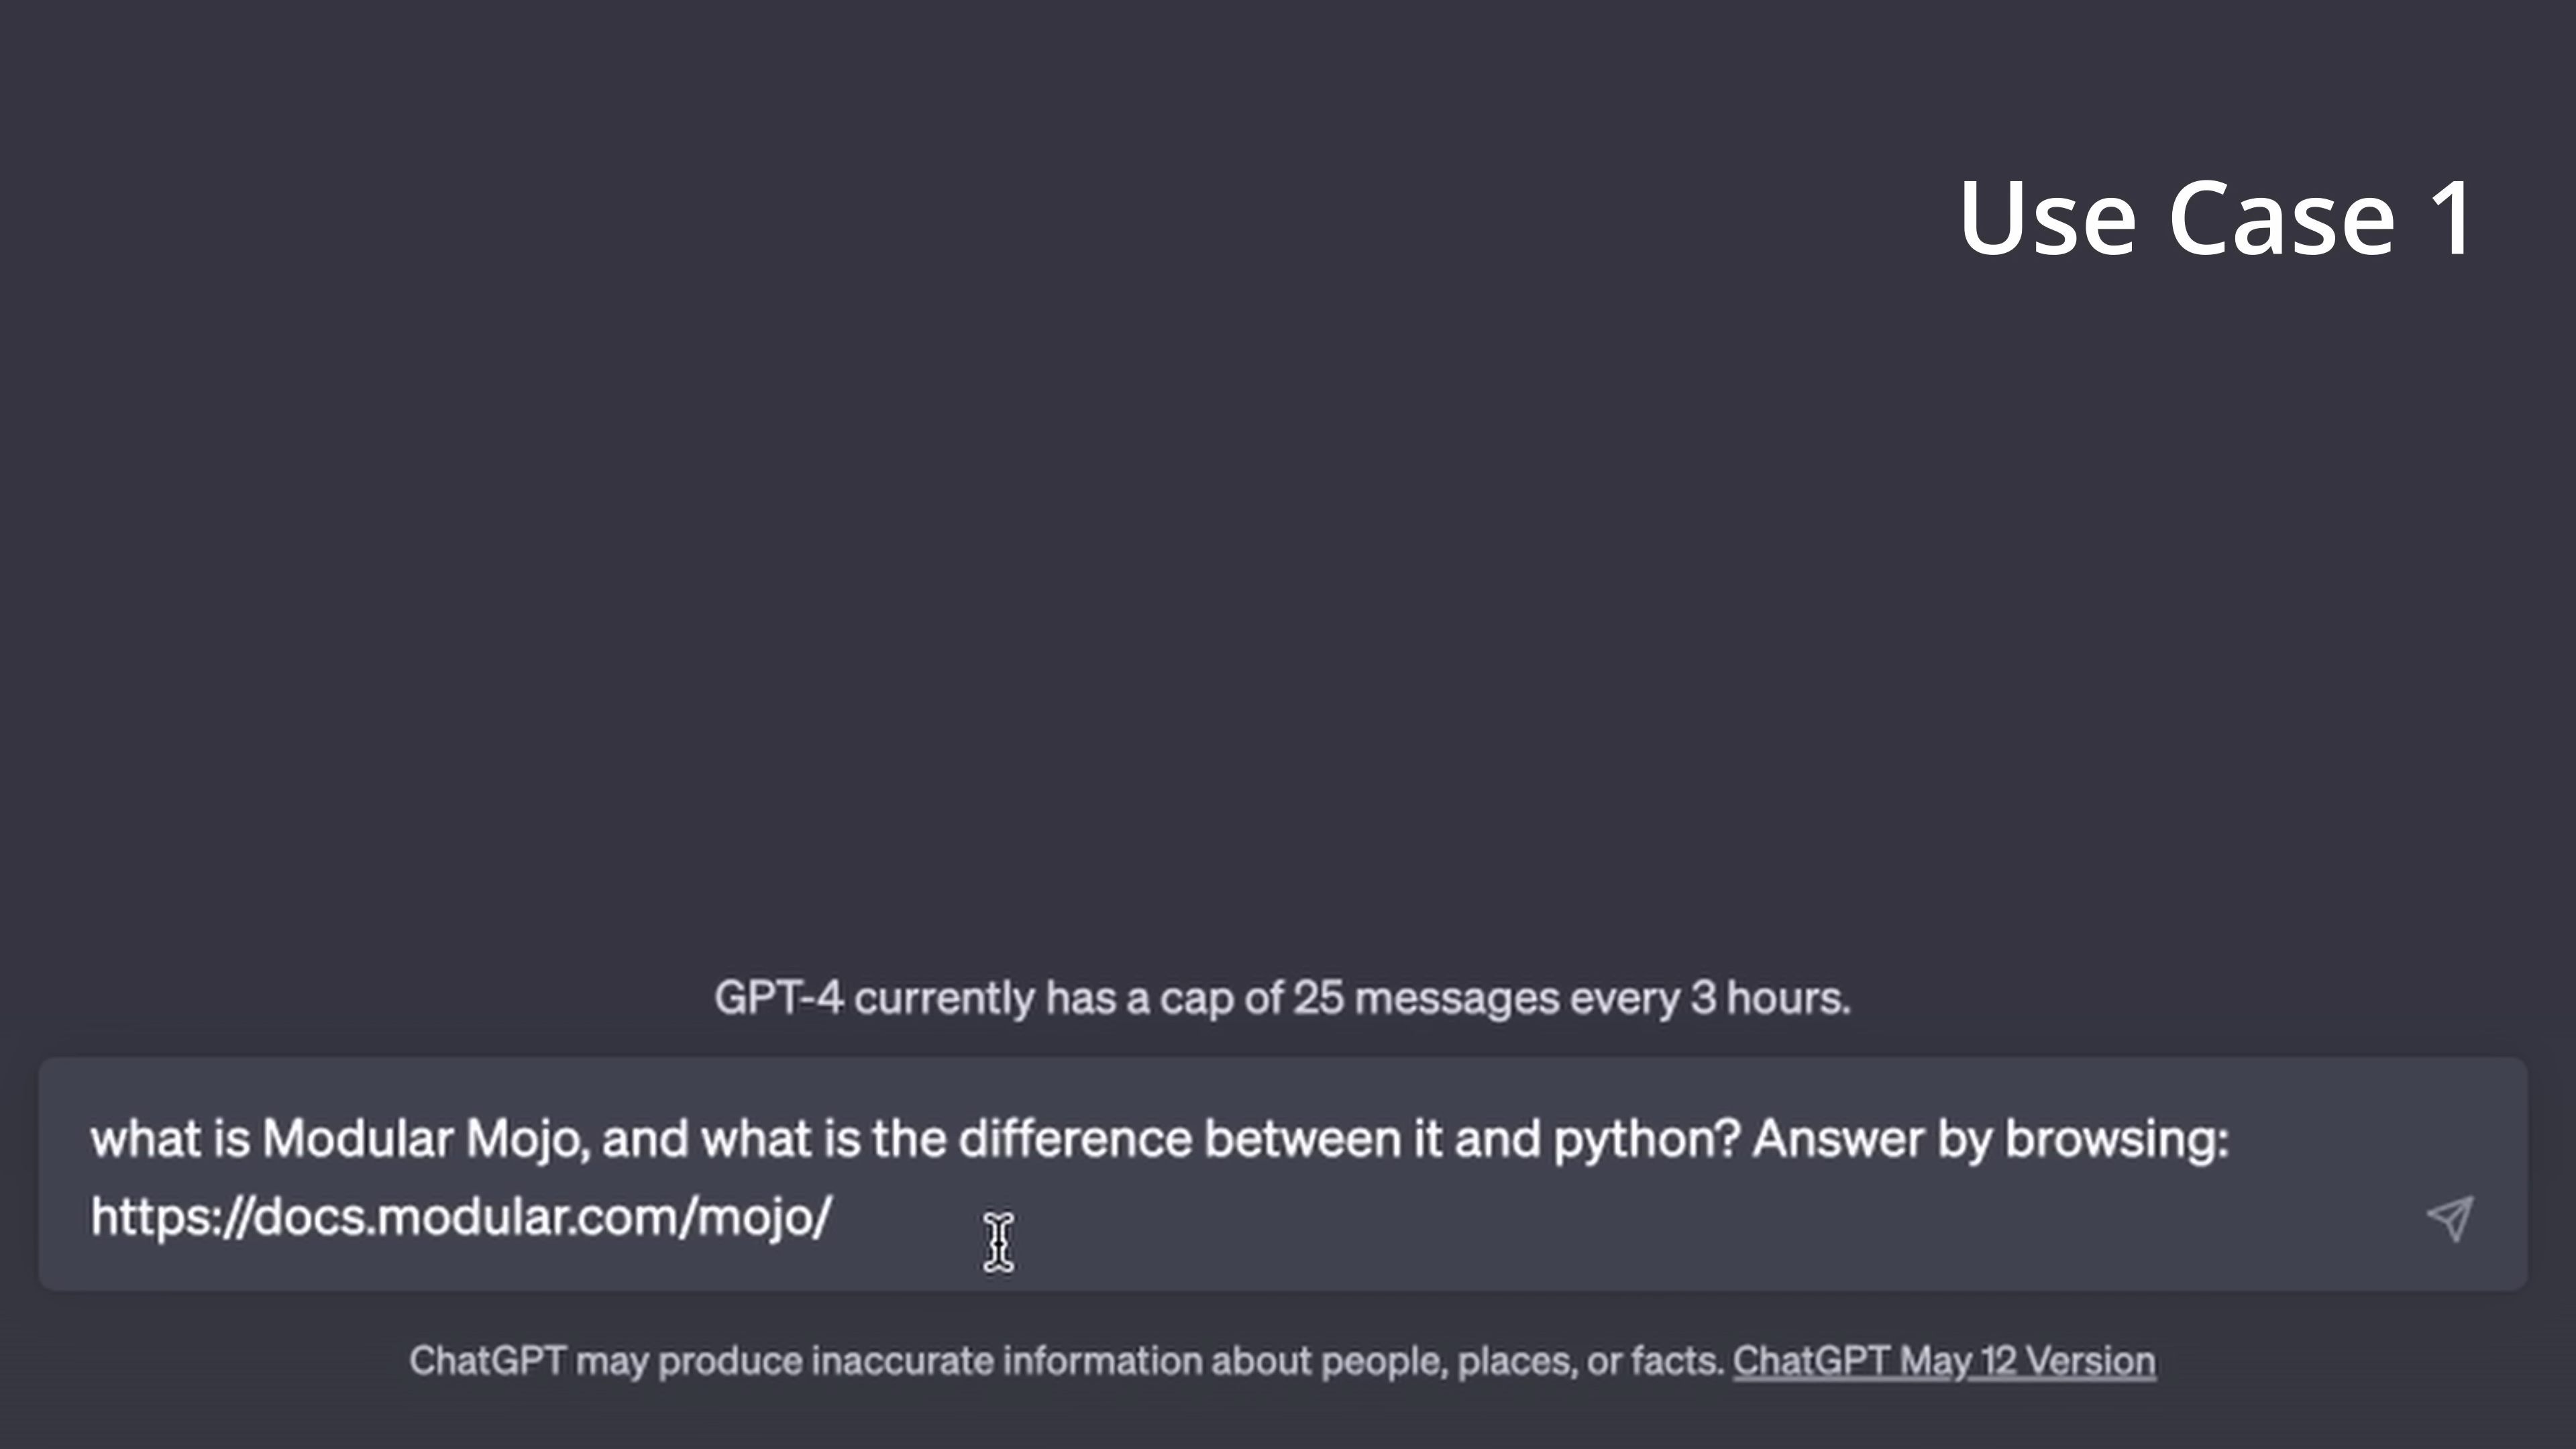 Use Case 1
GPT-4 currently has a cap of 25 messages every 3 hours.
what is Modular Mojo, and what is the difference between it and python? Answer by browsing:
https://docs.modular.com/mojo/
ChatGPT may produce inaccurate information about people, places, or facts. ChatGPT May 12 Version